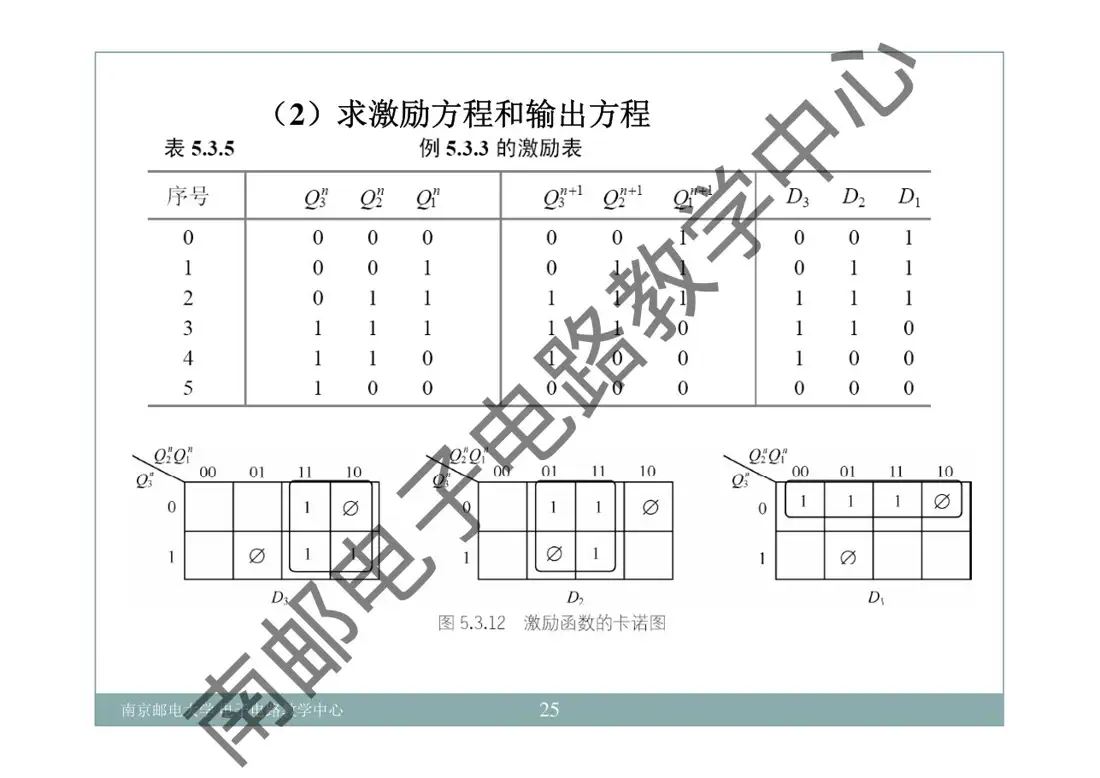 （2）求激励方程和输出方程
表 5.3.5 例 5.3.3 的激励表
序号 Q₃ⁿ Q₂ⁿ Q₁ⁿ Q₃ⁿ⁺¹ Q₂ⁿ⁺¹ Q₁ⁿ⁺¹ D₃ D₂ D₁
0 0 0 0 0 0 1 0 0 1
1 0 0 1 0 1 1 0 1 1
2 0 1 1 1 1 1 1 1 1
3 1 1 1 1 1 0 1 1 0
4 1 1 0 1 0 0 1 0 0
5 1 0 0 0 0 0 0 0 0
Q₂ⁿQ₁ⁿ
Q₃ⁿ
00 01 11 10
0 1 ∅
1 ∅ 1 1
D₃
Q₂ⁿQ₁ⁿ
Q₃ⁿ
00 01 11 10
0 1 1 ∅
1 ∅ 1
D₂
Q₂ⁿQ₁ⁿ
Q₃ⁿ
00 01 11 10
0 1 1 1 ∅
1 ∅
D₁
图 5.3.12 激励函数的卡诺图
南京邮电大学 电子电路教学中心
25
南邮电子电路教学中心